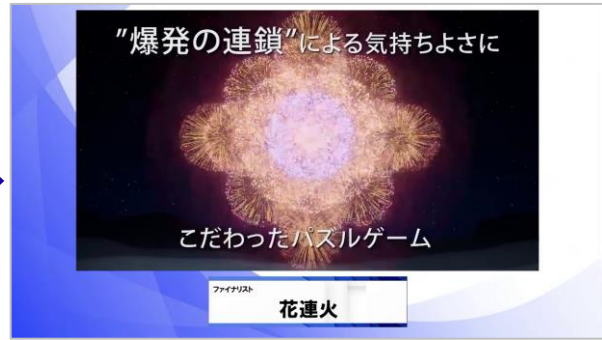 ”爆発の連鎖”による気持ちよさに
こだわったパズルゲーム
ファイナリスト
花連火